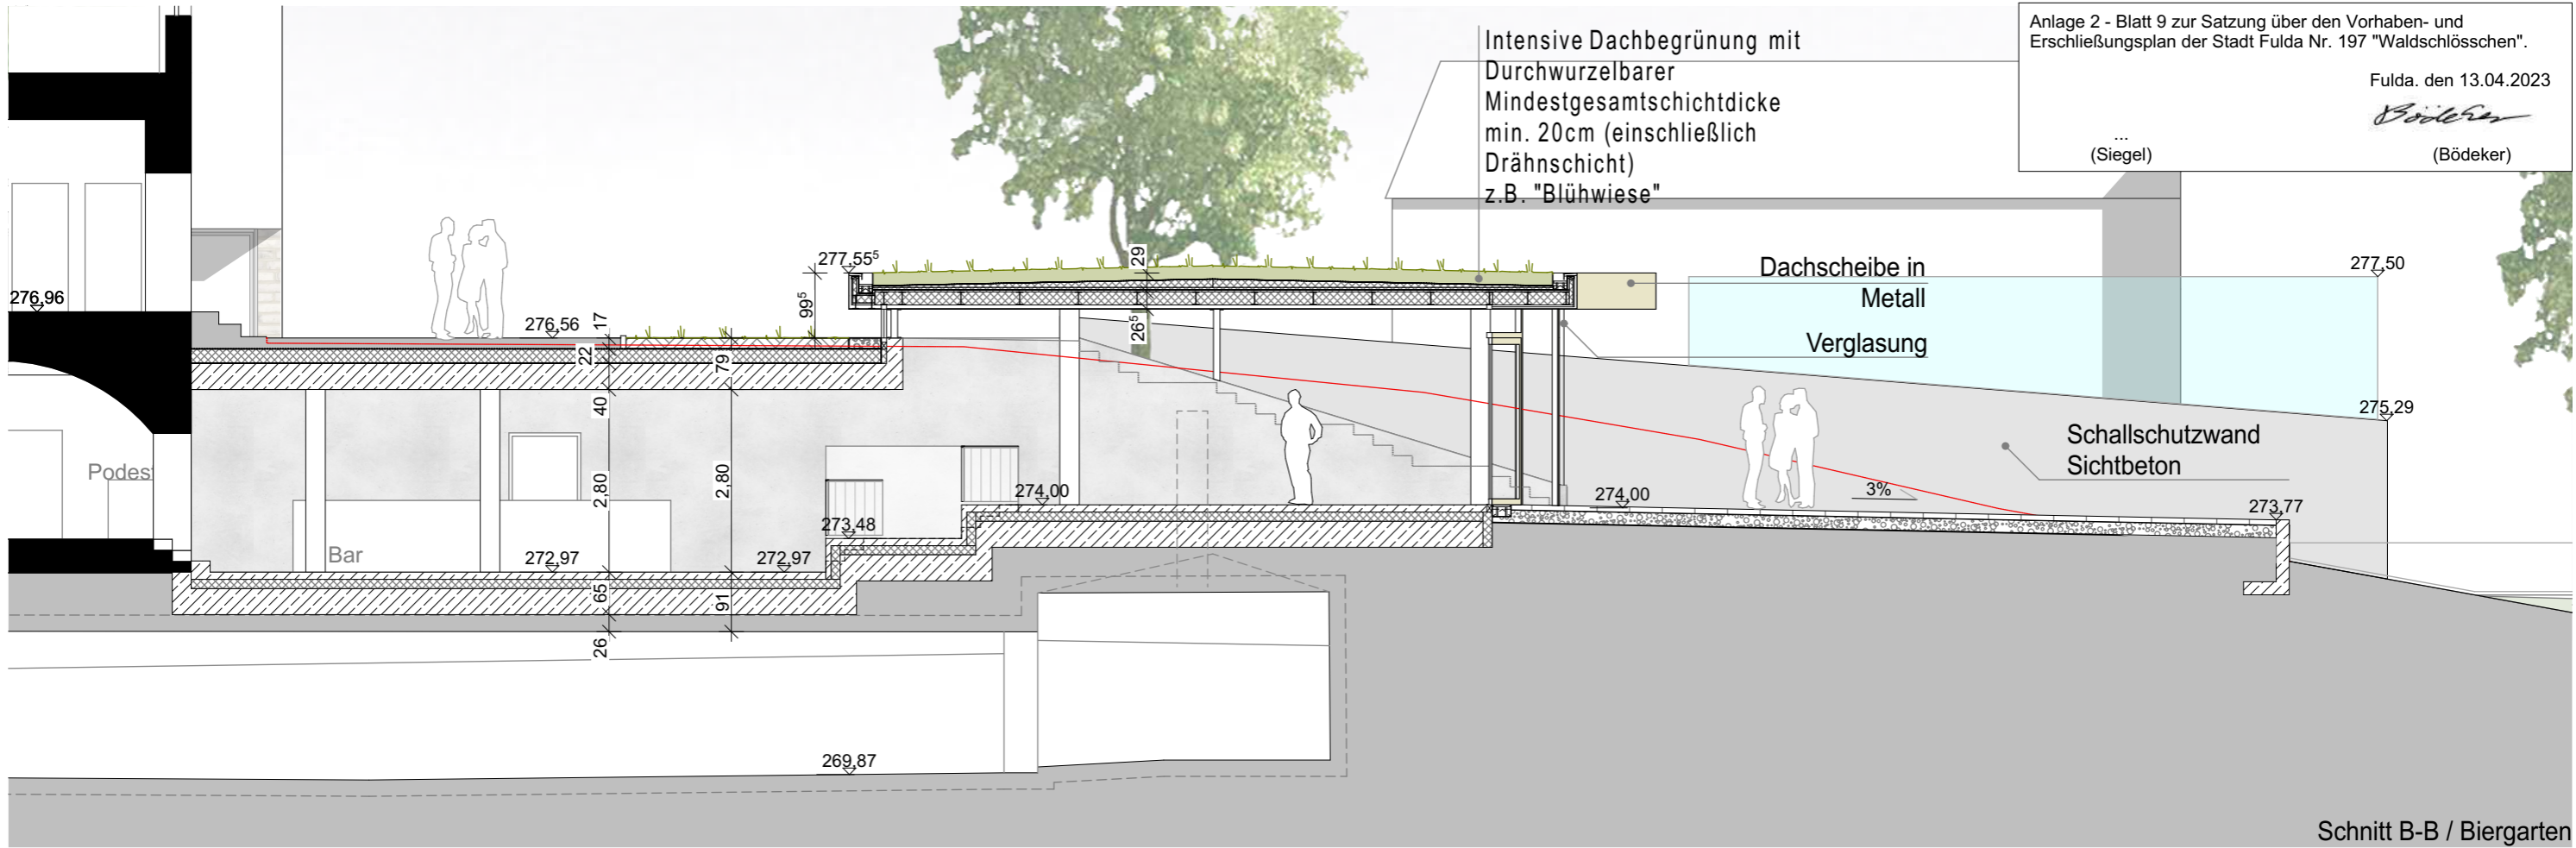 Anlage 2 - Blatt 9 zur Satzung über den Vorhaben- und
Erschließungsplan der Stadt Fulda Nr. 197 "Waldschlösschen".
Fulda. den 13.04.2023
Bödeker
...
(Siegel)
(Bödeker)
Intensive Dachbegrünung mit
Durchwurzelbarer
Mindestgesamtschichtdicke
min. 20cm (einschließlich
Drähnschicht)
z.B. "Blühwiese"
Dachscheibe in
Metall
Verglasung
277,50
275,29
Schallschutzwand
Sichtbeton
277,55⁵
99⁵
29
26⁵
276,96
276,56
17
22
79
40
2,80
2,80
Podest
Bar
272,97
272,97
273,48
274,00
274,00
3%
273,77
65
91
26
269,87
Schnitt B-B / Biergarten